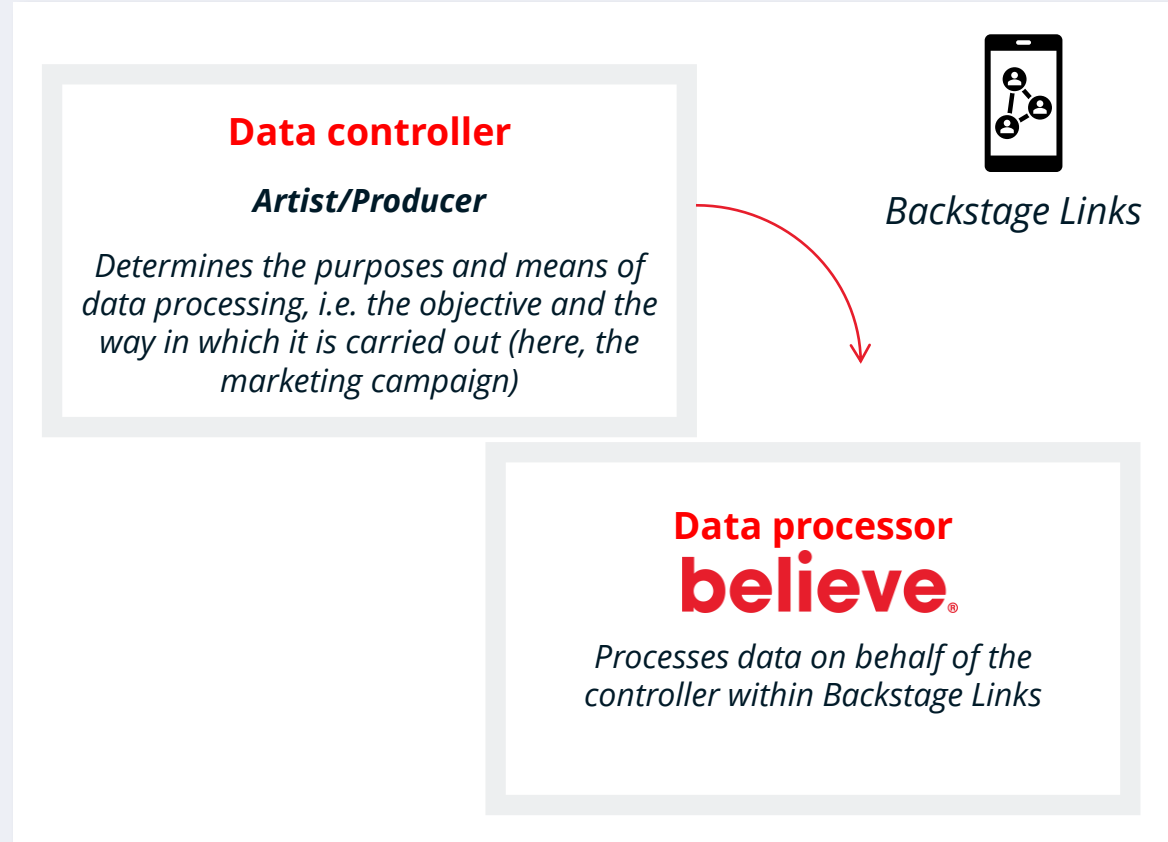 Data controller
Artist/Producer
Determines the purposes and means of
data processing, i.e. the objective and the
way in which it is carried out (here, the
marketing campaign)
Backstage Links
Data processor
believe.®
Processes data on behalf of the
controller within Backstage Links